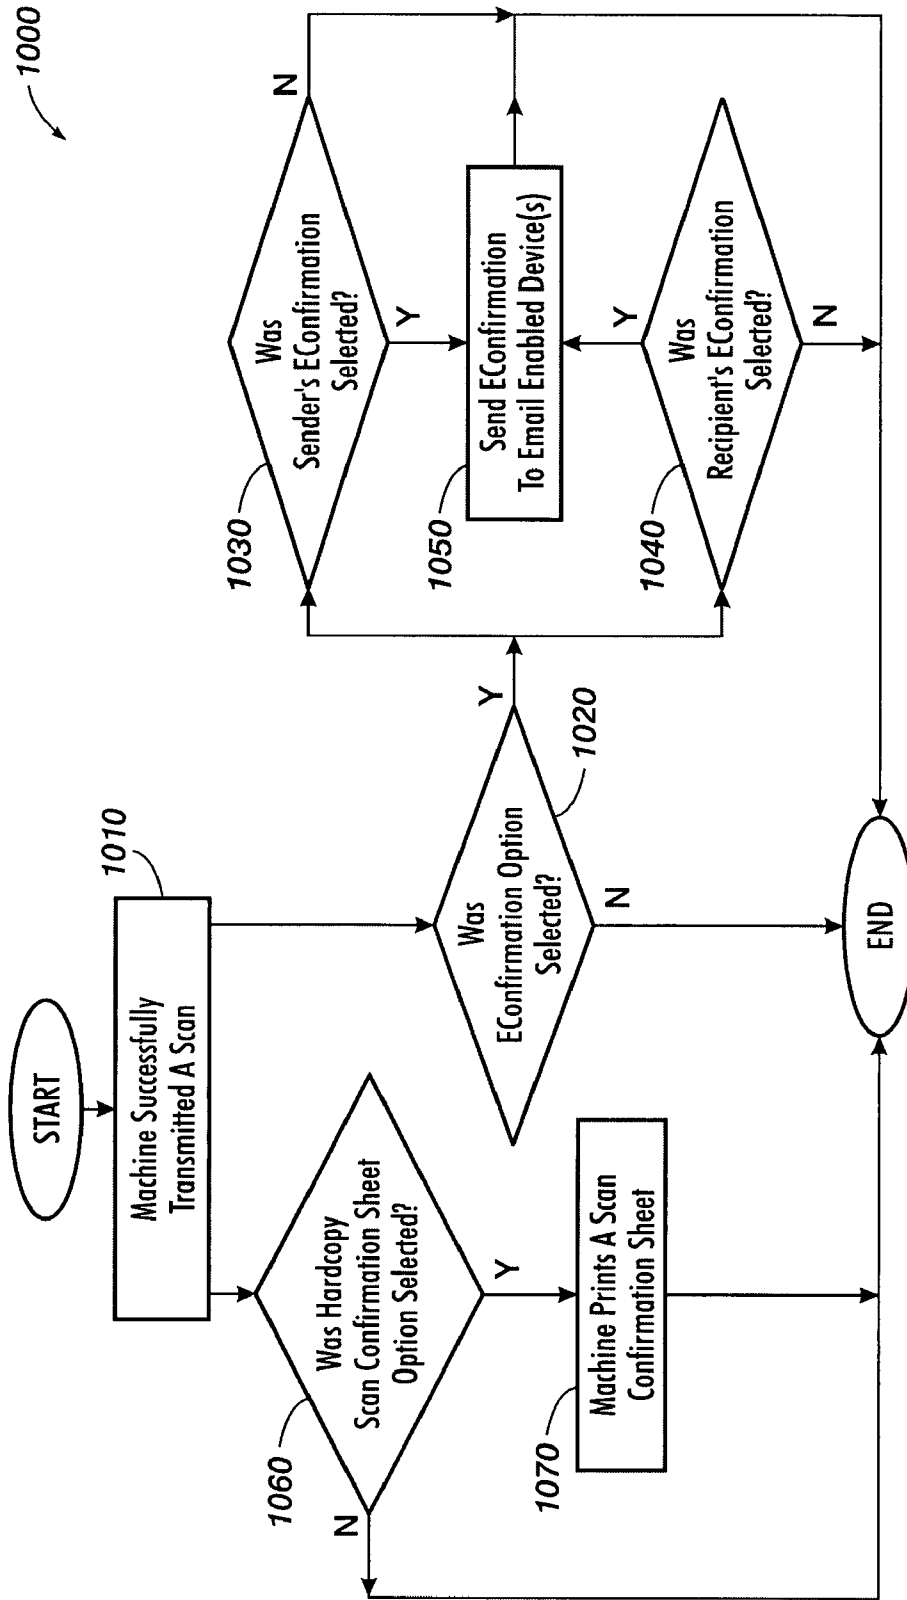 1000
START
Machine Successfully
Transmitted A Scan
1010
Was Hardcopy
Scan Confirmation Sheet
Option Selected?
1060
N
Y
Machine Prints A Scan
Confirmation Sheet
1070
Was
EConfirmation Option
Selected?
1020
Y
N
Was
Sender's EConfirmation
Selected?
1030
N
Y
Send EConfirmation
To Email Enabled Device(s)
1050
Y
Was
Recipient's EConfirmation
Selected?
1040
N
END